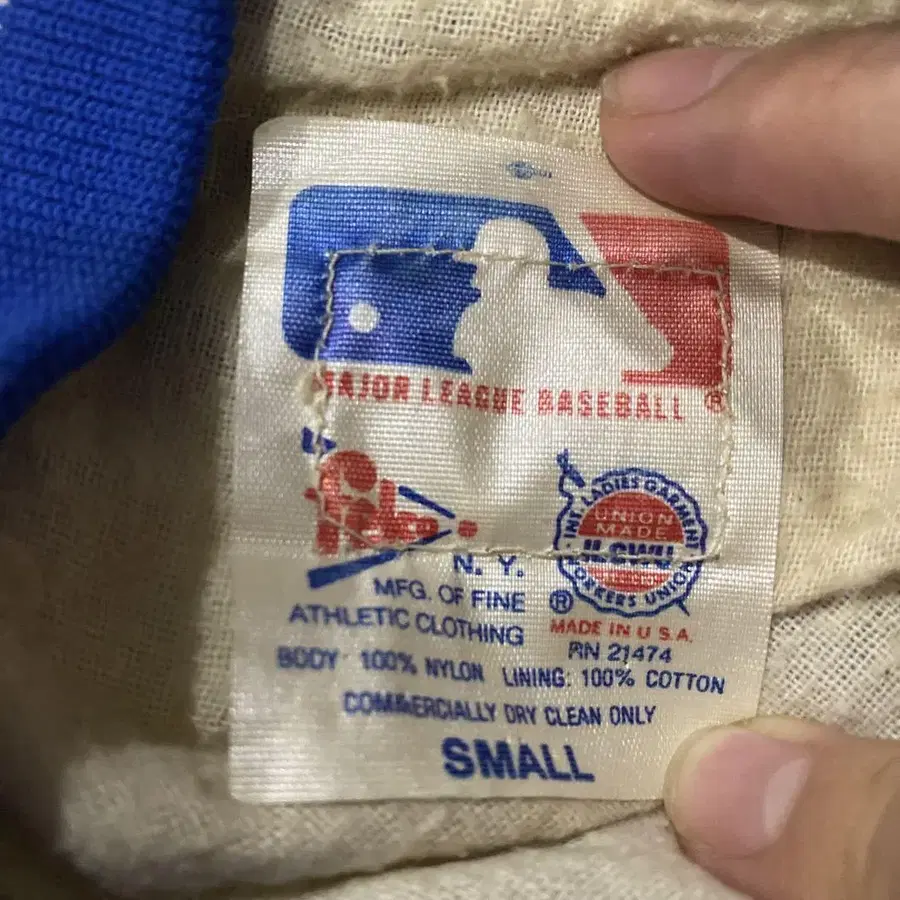 MAJOR LEAGUE BASEBALL ®
N. Y.
MFG. OF FINE
ATHLETIC CLOTHING
INT. LADIES GARMENT
UNION
MADE
ILGWU
WORKERS UNION
®
MADE IN U S A.
RN 21474
BODY 100% NYLON LINING: 100% COTTON
COMMERCIALLY DRY CLEAN ONLY
SMALL